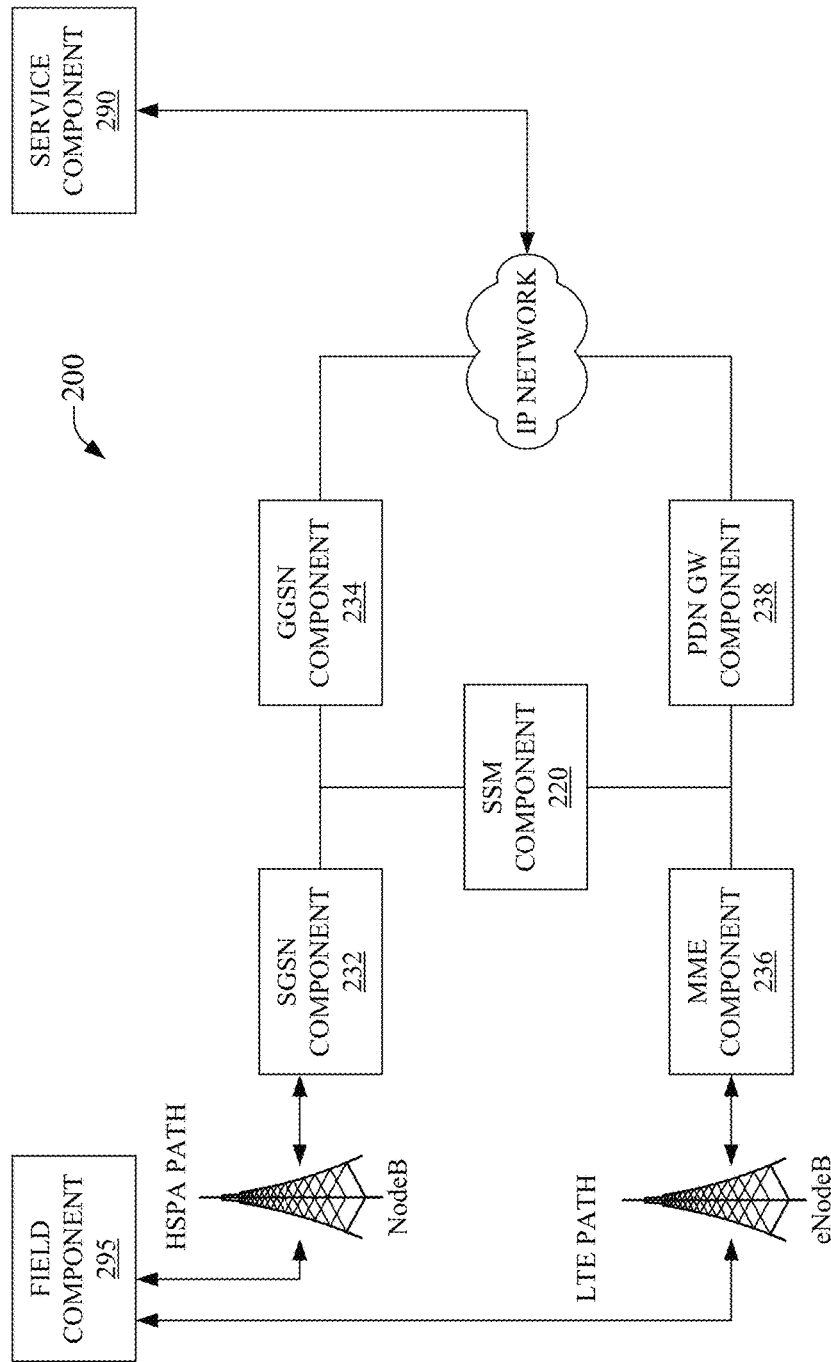 FIELD
COMPONENT
295
SERVICE
COMPONENT
290
200
HSPA PATH
NodeB
SGSN
COMPONENT
232
GGSN
COMPONENT
234
SSM
COMPONENT
220
IP NETWORK
LTE PATH
eNodeB
MME
COMPONENT
236
PDN GW
COMPONENT
238